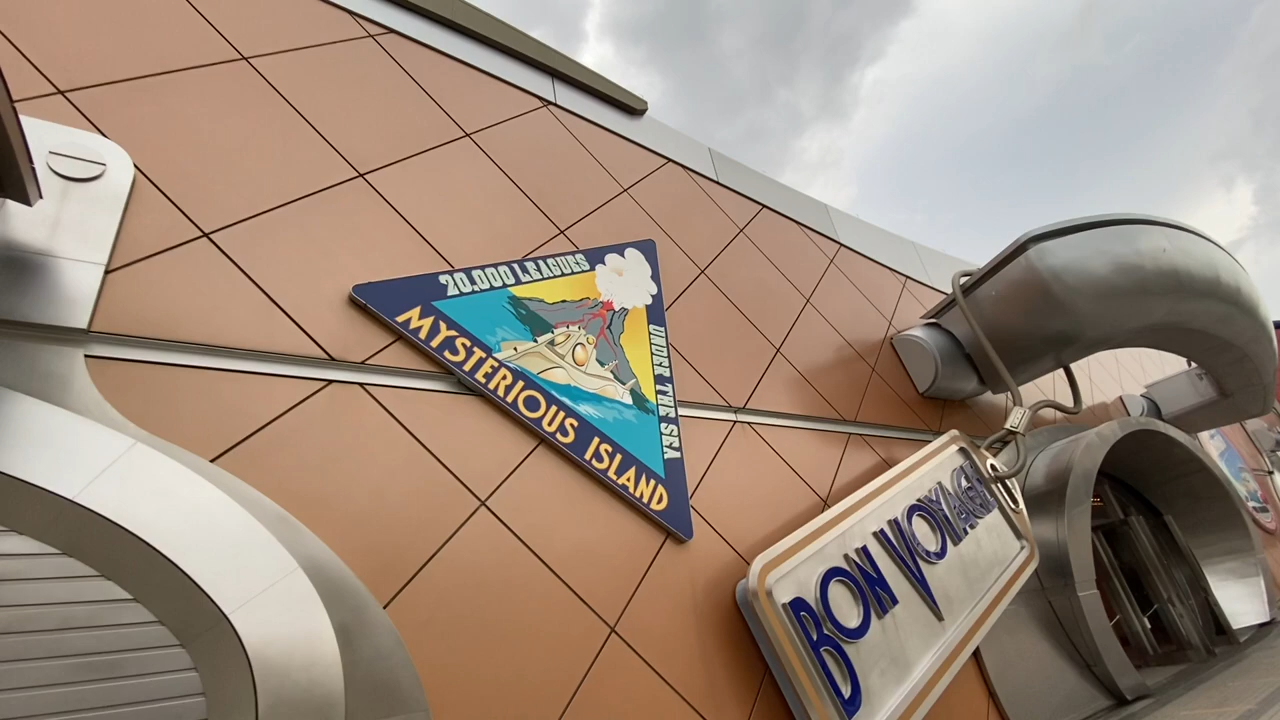 20,000 LEAGUES
UNDER THE SEA
MYSTERIOUS ISLAND
BON VOYAGE